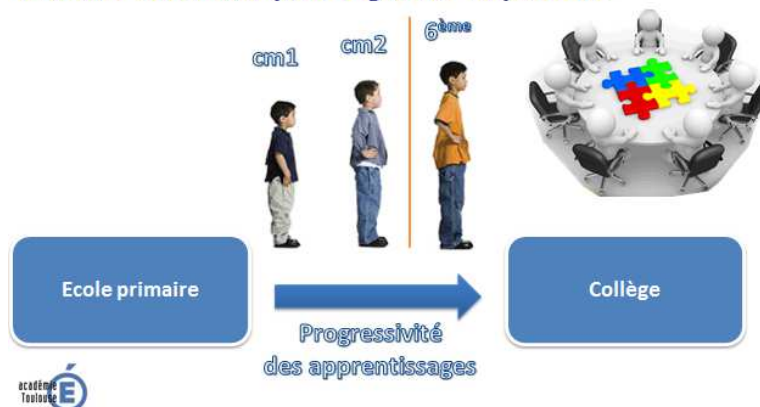 cm1
cm2
6ème
Ecole primaire
Collège
Progressivité
des apprentissages
académie
Toulouse